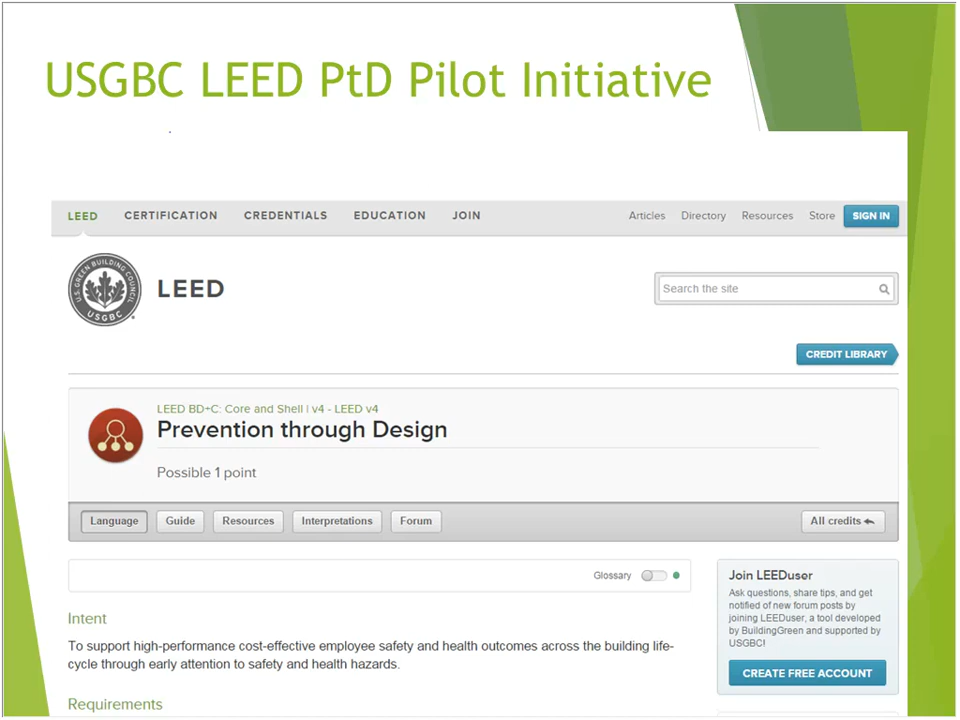 USGBC LEED PtD Pilot Initiative
LEED CERTIFICATION CREDENTIALS EDUCATION JOIN Articles Directory Resources Store SIGN IN
U.S. GREEN BUILDING COUNCIL
USGBC
LEED
Search the site
CREDIT LIBRARY
LEED BD+C: Core and Shell | v4 - LEED v4
Prevention through Design
Possible 1 point
Language Guide Resources Interpretations Forum All credits
Glossary
Intent
To support high-performance cost-effective employee safety and health outcomes across the building life-
cycle through early attention to safety and health hazards.
Requirements
Join LEEDuser
Ask questions, share tips, and get
notified of new forum posts by
joining LEEDuser, a tool developed
by BuildingGreen and supported by
USGBC!
CREATE FREE ACCOUNT